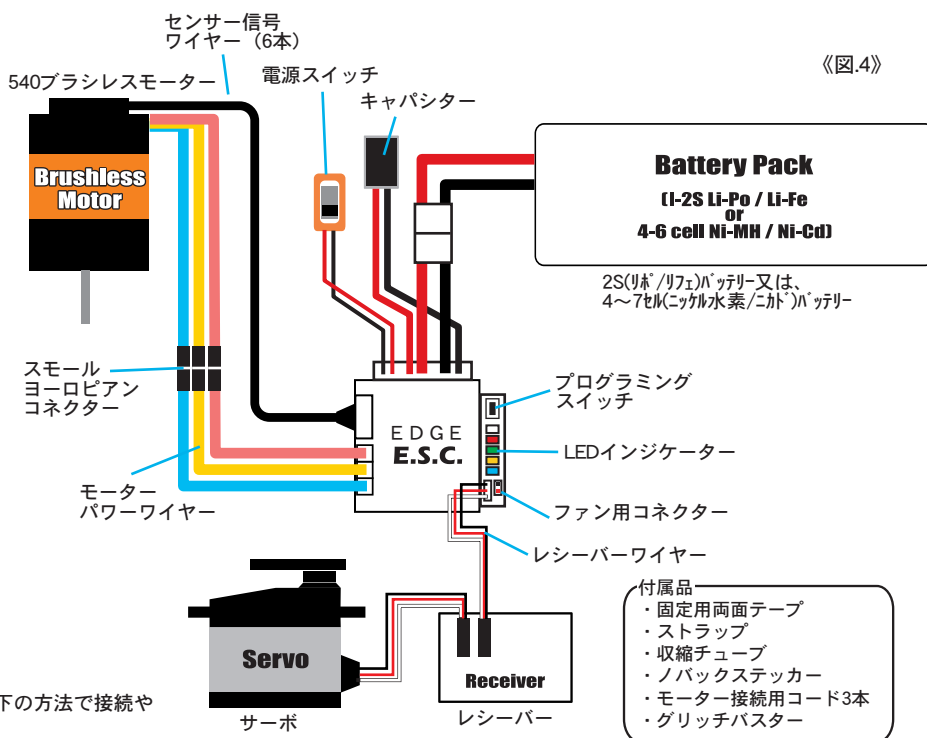 センサー信号
ワイヤー（6本）
540ブラシレスモーター
電源スイッチ
キャパシター
《図.4》
Brushless
Motor
Battery Pack
(1-2S Li-Po / Li-Fe
or
4-6 cell Ni-MH / Ni-Cd)
2S(ﾘﾎﾟ/ﾘﾌｪ)ﾊﾞｯﾃﾘｰ又は、
4～7ｾﾙ(ﾆｯｹﾙ水素/ﾆｶﾄﾞ)ﾊﾞｯﾃﾘｰ
スモール
ヨーロピアン
コネクター
プログラミング
スイッチ
EDGE
E.S.C.
LEDインジケーター
モーター
パワーワイヤー
ファン用コネクター
レシーバーワイヤー
付属品
・固定用両面テープ
・ストラップ
・収縮チューブ
・ノバックステッカー
・モーター接続用コード3本
・グリッチバスター
Servo
Receiver
下の方法で接続や
サーボ
レシーバー